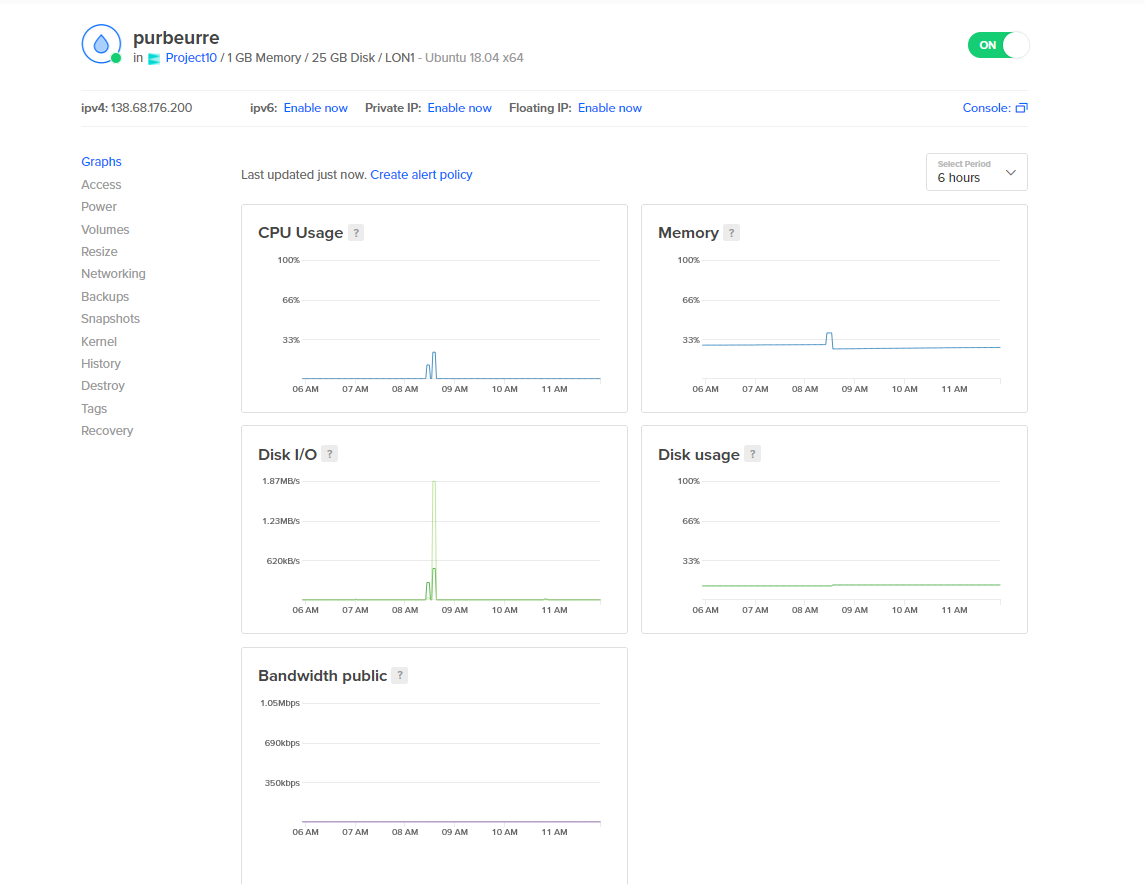 purbeurre
in Project10 / 1 GB Memory / 25 GB Disk / LON1 - Ubuntu 18.04 x64
ON
ipv4: 138.68.176.200 ipv6: Enable now Private IP: Enable now Floating IP: Enable now Console:
Graphs
Access
Power
Volumes
Resize
Networking
Backups
Snapshots
Kernel
History
Destroy
Tags
Recovery
Last updated just now. Create alert policy
Select Period
6 hours
CPU Usage ?
100%
66%
33%
06 AM 07 AM 08 AM 09 AM 10 AM 11 AM
Memory ?
100%
66%
33%
06 AM 07 AM 08 AM 09 AM 10 AM 11 AM
Disk I/O ?
1.87MB/s
1.23MB/s
620kB/s
06 AM 07 AM 08 AM 09 AM 10 AM 11 AM
Disk usage ?
100%
66%
33%
06 AM 07 AM 08 AM 09 AM 10 AM 11 AM
Bandwidth public ?
1.05Mbps
690kbps
350kbps
06 AM 07 AM 08 AM 09 AM 10 AM 11 AM